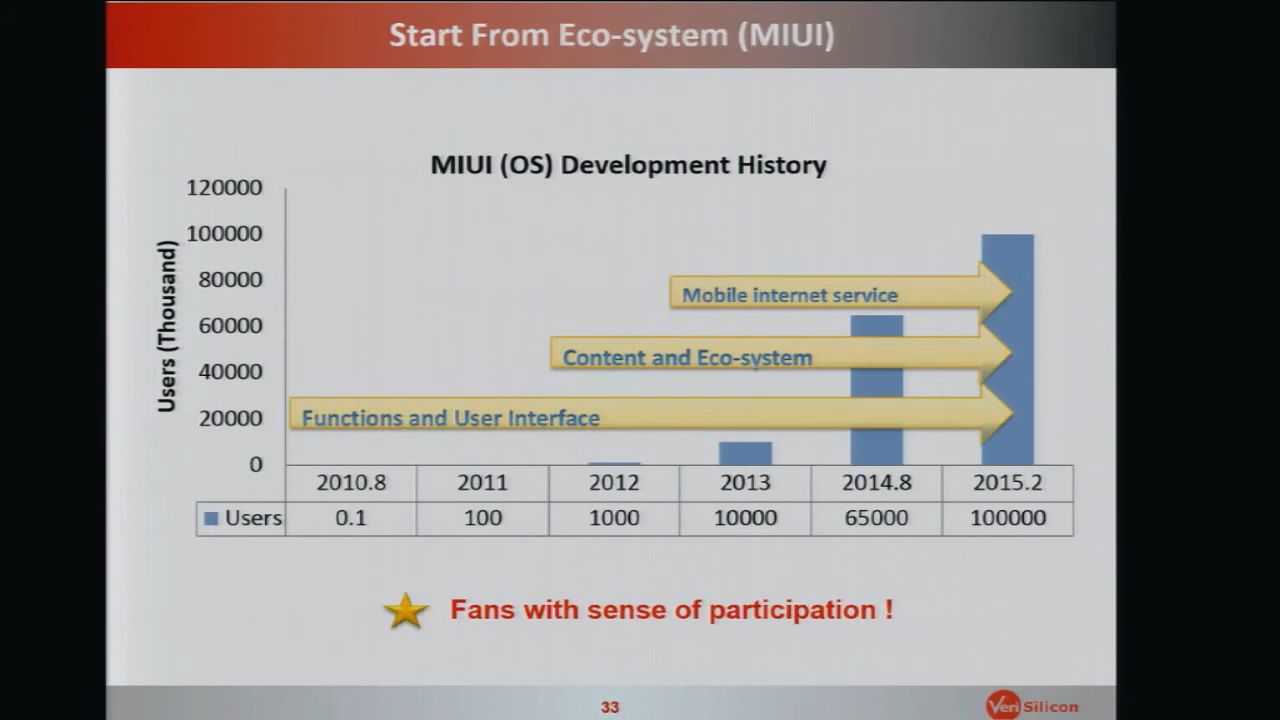 Start From Eco-system (MIUI)
MIUI (OS) Development History
Users (Thousand)
120000
100000
80000
60000
40000
20000
0
Mobile internet service
Content and Eco-system
Functions and User Interface
2010.8 2011 2012 2013 2014.8 2015.2
Users 0.1 100 1000 10000 65000 100000
Fans with sense of participation !
33
VeriSilicon